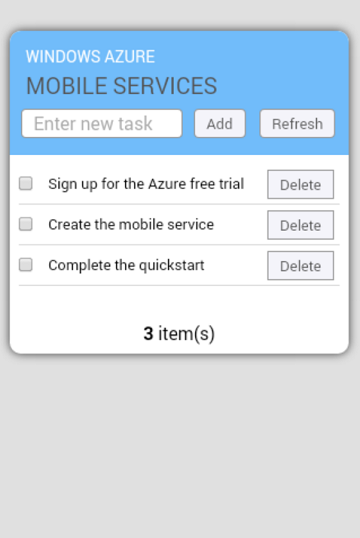 WINDOWS AZURE
MOBILE SERVICES
Enter new task Add Refresh
Sign up for the Azure free trial Delete
Create the mobile service Delete
Complete the quickstart Delete
3 item(s)